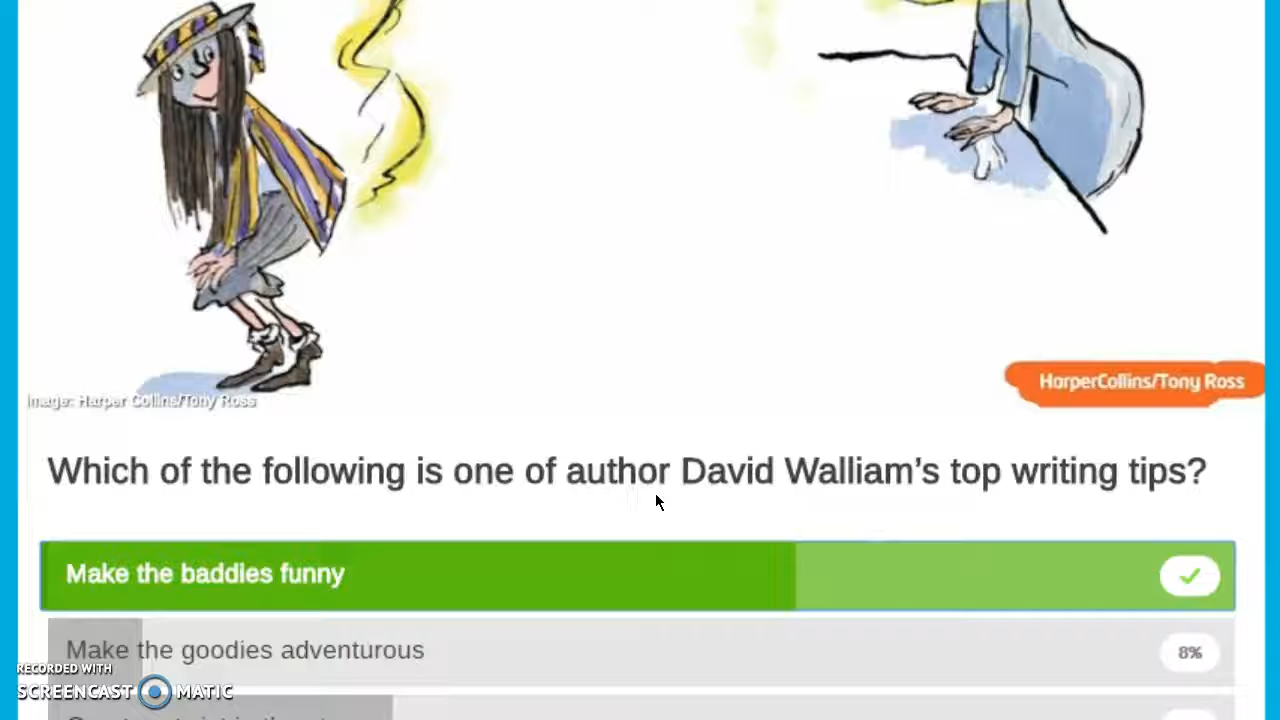 Image: Harper Collins/Tony Ross
HarperCollins/Tony Ross
Which of the following is one of author David Walliam’s top writing tips?
Make the baddies funny
Make the goodies adventurous
8%
RECORDED WITH
SCREENCAST MATIC